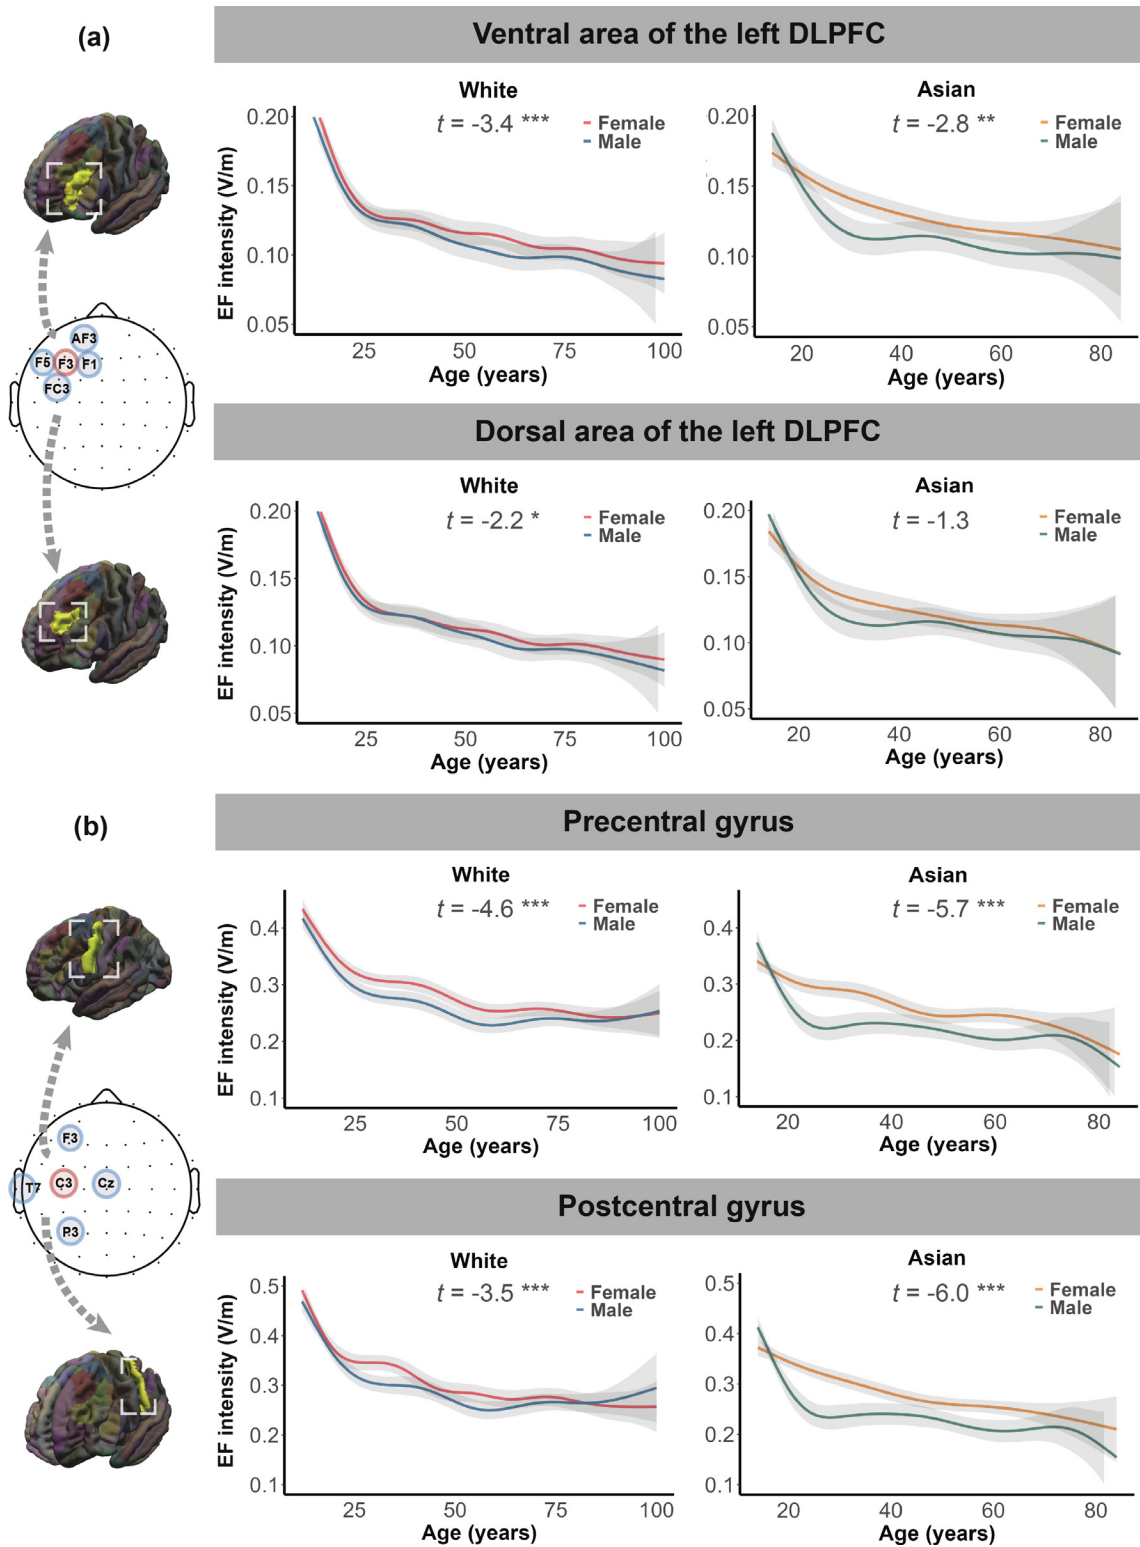 (a)
Ventral area of the left DLPFC
White
t = -3.4 ***
Female
Male
EF intensity (V/m)
0.20
0.15
0.10
0.05
25 50 75 100
Age (years)
Asian
t = -2.8 **
Female
Male
0.20
0.15
0.10
0.05
20 40 60 80
Age (years)
AF3
F5 F3 F1
FC3
Dorsal area of the left DLPFC
White
t = -2.2 *
Female
Male
EF intensity (V/m)
0.20
0.15
0.10
0.05
25 50 75 100
Age (years)
Asian
t = -1.3
Female
Male
0.20
0.15
0.10
0.05
20 40 60 80
Age (years)
(b)
Precentral gyrus
White
t = -4.6 ***
Female
Male
EF intensity (V/m)
0.4
0.3
0.2
0.1
25 50 75 100
Age (years)
Asian
t = -5.7 ***
Female
Male
0.4
0.3
0.2
0.1
20 40 60 80
Age (years)
F3
T7 C3 Cz
P3
Postcentral gyrus
White
t = -3.5 ***
Female
Male
EF intensity (V/m)
0.5
0.4
0.3
0.2
0.1
25 50 75 100
Age (years)
Asian
t = -6.0 ***
Female
Male
0.5
0.4
0.3
0.2
0.1
20 40 60 80
Age (years)